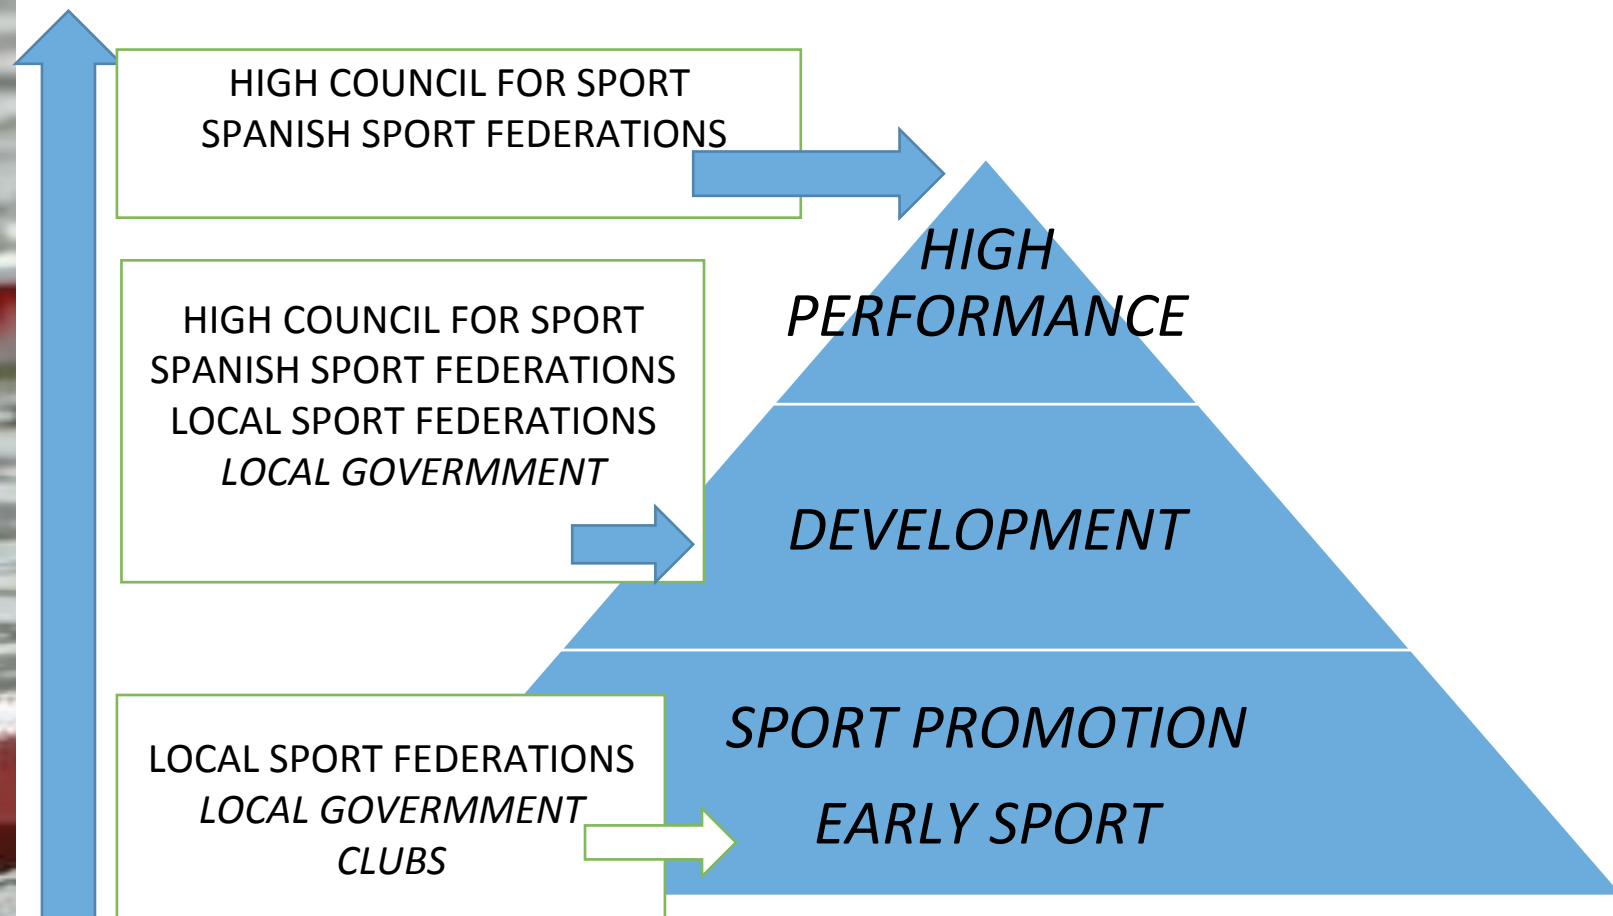 HIGH COUNCIL FOR SPORT
SPANISH SPORT FEDERATIONS
HIGH
PERFORMANCE
HIGH COUNCIL FOR SPORT
SPANISH SPORT FEDERATIONS
LOCAL SPORT FEDERATIONS
LOCAL GOVERMMENT
DEVELOPMENT
LOCAL SPORT FEDERATIONS
LOCAL GOVERMMENT
CLUBS
SPORT PROMOTION
EARLY SPORT